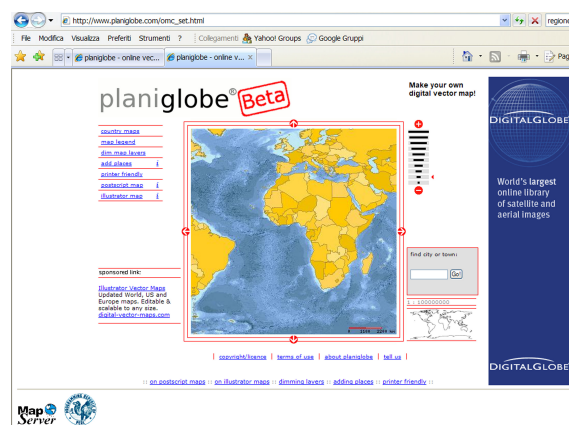 http://www.planiglobe.com/omc_set.html
regione
File Modifica Visualizza Preferiti Strumenti ? Collegamenti Yahoo! Groups Google Gruppi
planiglobe - online vec... planiglobe - online v... Pag
planiglobe® Beta
Make your own
digital vector map!
country maps
map legend
dim map layers
add places i
printer friendly
postscript map i
illustrator map i
DIGITALGLOBE
World's largest
online library
of satellite and
aerial images
find city or town:
Go!
sponsored link:
1 : 100000000
Illustrator Vector Maps
Updated World, US and
Europe maps. Editable &
scalable to any size.
digital-vector-maps.com
| copyright/licence | terms of use | about planiglobe | tell us |
DIGITALGLOBE
:: on postscript maps :: on illustrator maps :: dimming layers :: adding places :: printer friendly ::
Map
Server